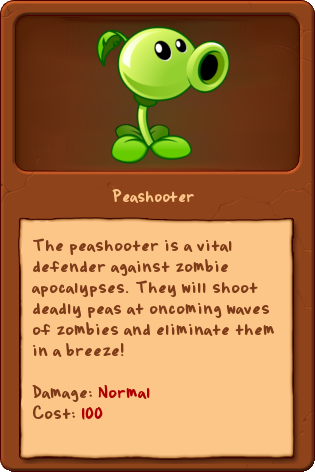 Peashooter
The peashooter is a vital
defender against zombie
apocalypses. They will shoot
deadly peas at oncoming waves
of zombies and eliminate them
in a breeze!
Damage: Normal
Cost: 100